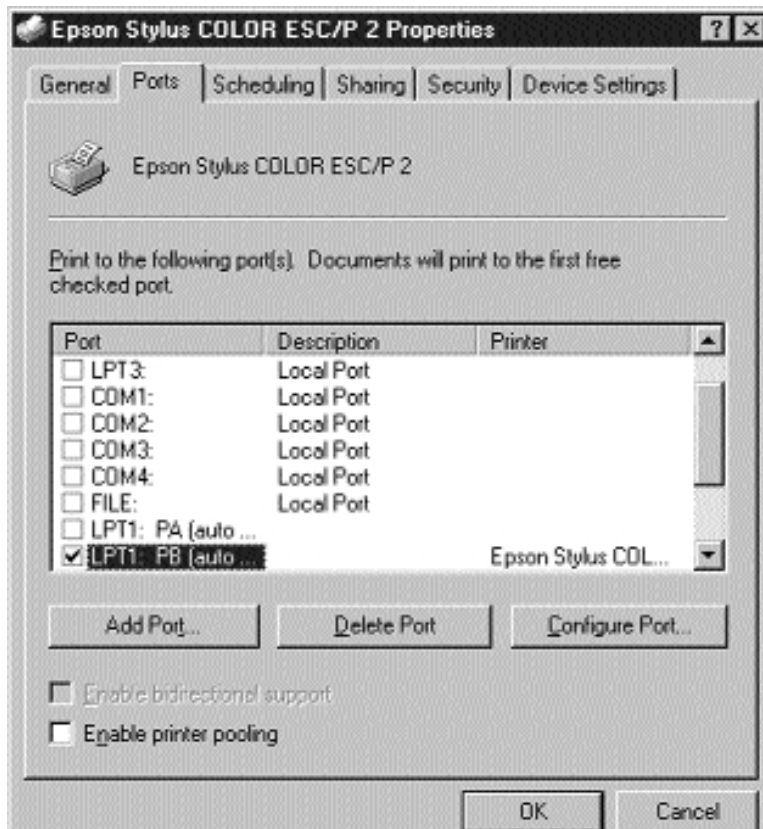 Epson Stylus COLOR ESC/P 2 Properties ? X
General Ports Scheduling Sharing Security Device Settings
Epson Stylus COLOR ESC/P 2
Print to the following port(s). Documents will print to the first free
checked port.
Port Description Printer
LPT3: Local Port
COM1: Local Port
COM2: Local Port
COM3: Local Port
COM4: Local Port
FILE: Local Port
LPT1: PA (auto ...
LPT1: PB (auto ... Epson Stylus COL...
Add Port... Delete Port Configure Port...
Enable bidirectional support
Enable printer pooling
OK Cancel